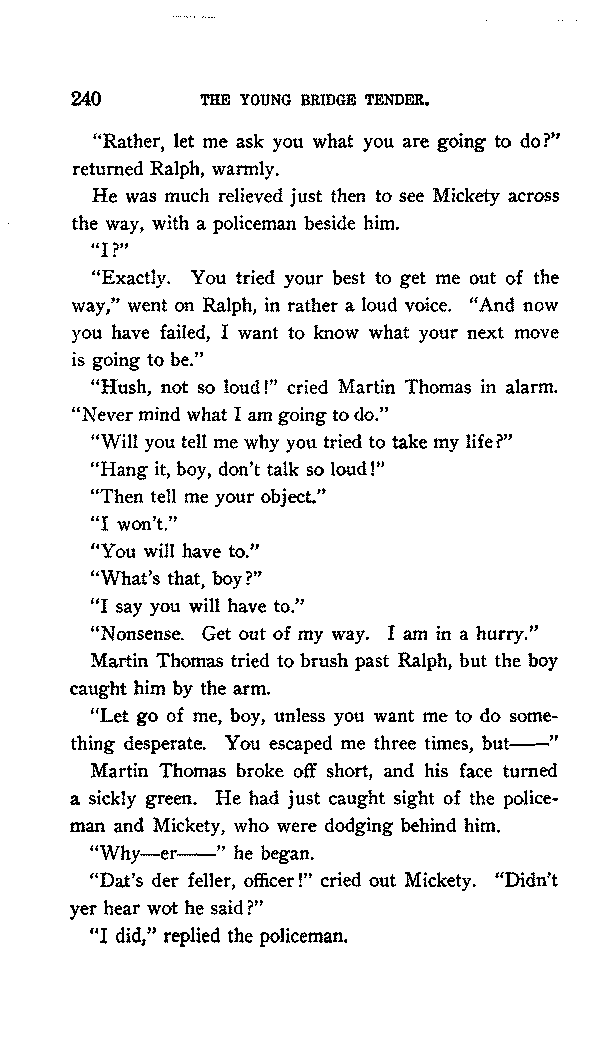 240 THE YOUNG BRIDGE TENDER.
"Rather, let me ask you what you are going to do?"
returned Ralph, warmly.
He was much relieved just then to see Mickety across
the way, with a policeman beside him.
"I?"
"Exactly. You tried your best to get me out of the
way," went on Ralph, in rather a loud voice. "And now
you have failed, I want to know what your next move
is going to be."
"Hush, not so loud!" cried Martin Thomas in alarm.
"Never mind what I am going to do."
"Will you tell me why you tried to take my life?"
"Hang it, boy, don't talk so loud!"
"Then tell me your object."
"I won't."
"You will have to."
"What's that, boy?"
"I say you will have to."
"Nonsense. Get out of my way. I am in a hurry."
Martin Thomas tried to brush past Ralph, but the boy
caught him by the arm.
"Let go of me, boy, unless you want me to do some-
thing desperate. You escaped me three times, but——"
Martin Thomas broke off short, and his face turned
a sickly green. He had just caught sight of the police-
man and Mickety, who were dodging behind him.
"Why—er——" he began.
"Dat's der feller, officer!" cried out Mickety. "Didn't
yer hear wot he said?"
"I did," replied the policeman.